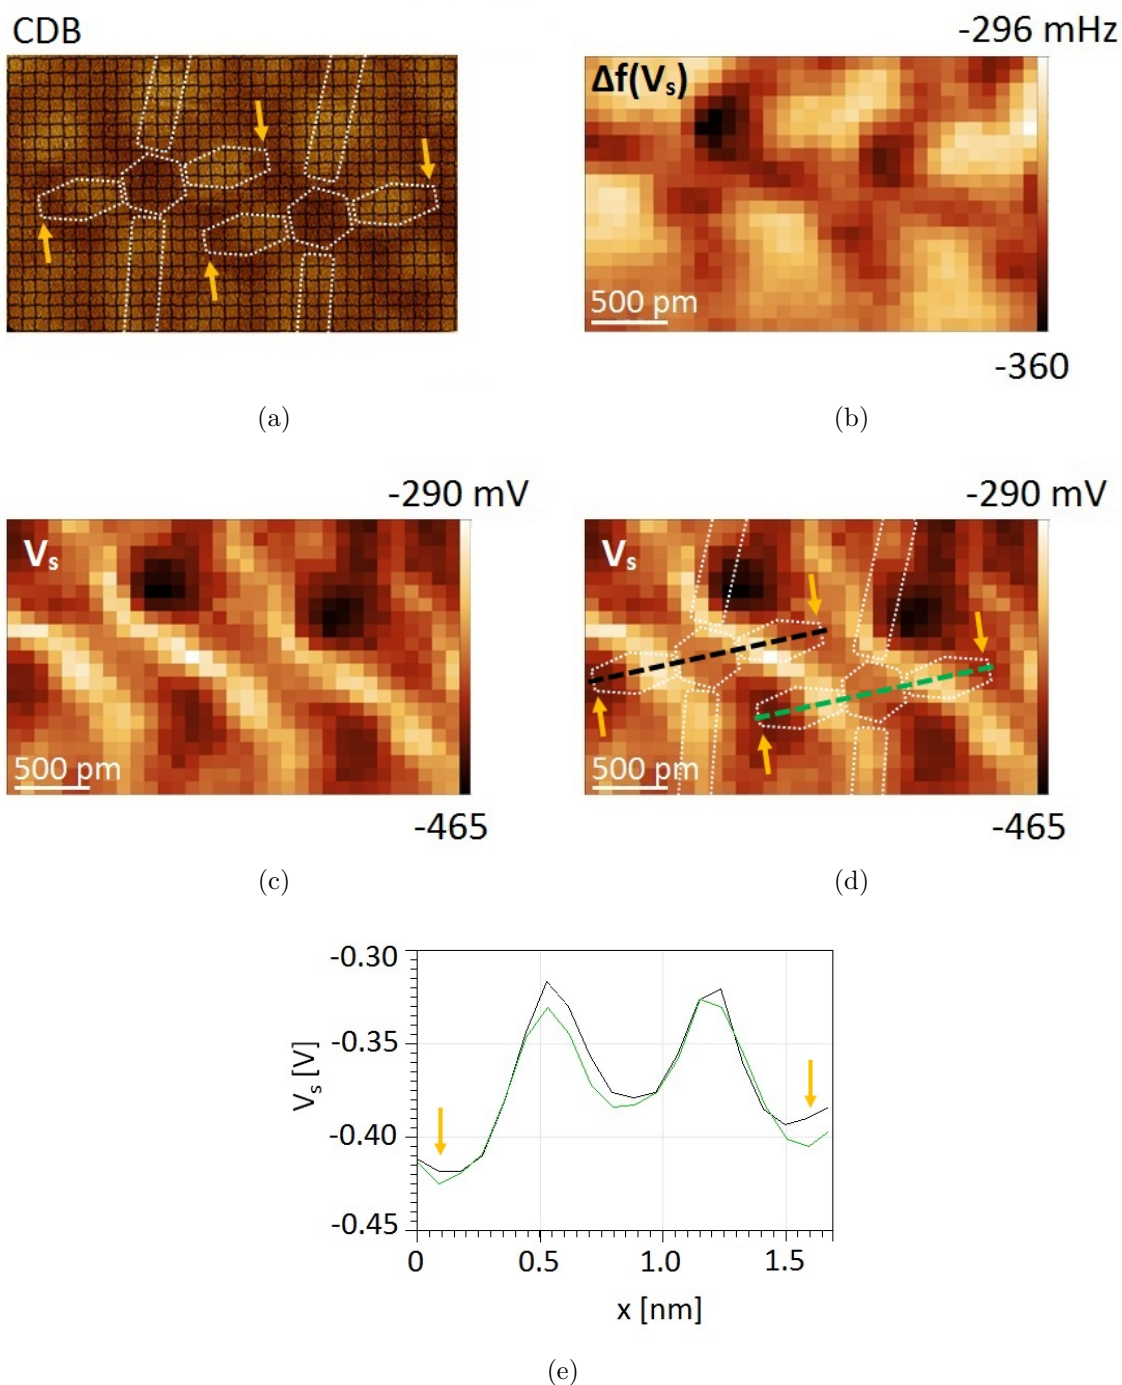 CDB
-296 mHz
Δf(Vₛ)
500 pm
-360
(a)
(b)
-290 mV
-290 mV
Vₛ
Vₛ
500 pm
500 pm
-465
-465
(c)
(d)
-0.30
-0.35
-0.40
-0.45
Vₛ [V]
0 0.5 1.0 1.5
x [nm]
(e)